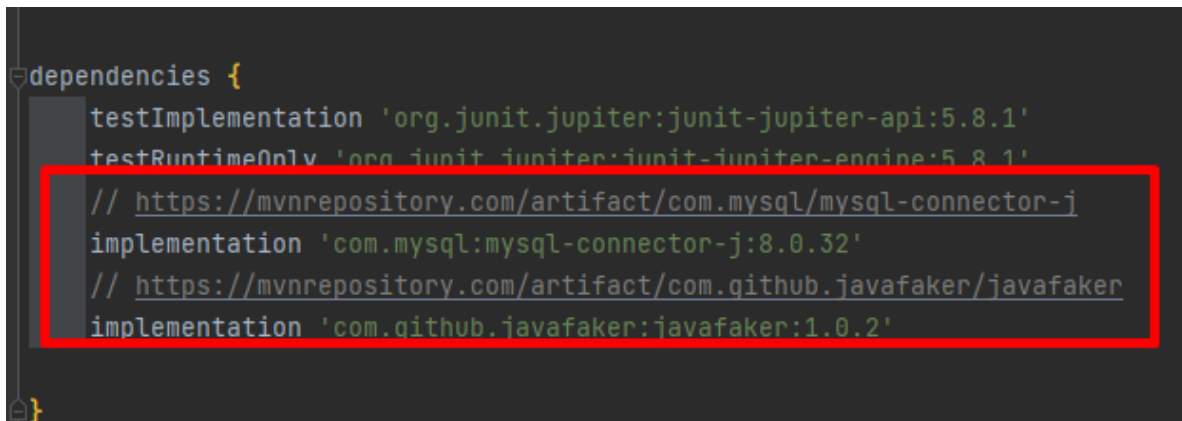 dependencies {
testImplementation 'org.junit.jupiter:junit-jupiter-api:5.8.1'
testRuntimeOnly 'org.junit.jupiter:junit-jupiter-engine:5.8.1'
// https://mvnrepository.com/artifact/com.mysql/mysql-connector-j
implementation 'com.mysql:mysql-connector-j:8.0.32'
// https://mvnrepository.com/artifact/com.github.javafaker/javafaker
implementation 'com.github.javafaker:javafaker:1.0.2'
}